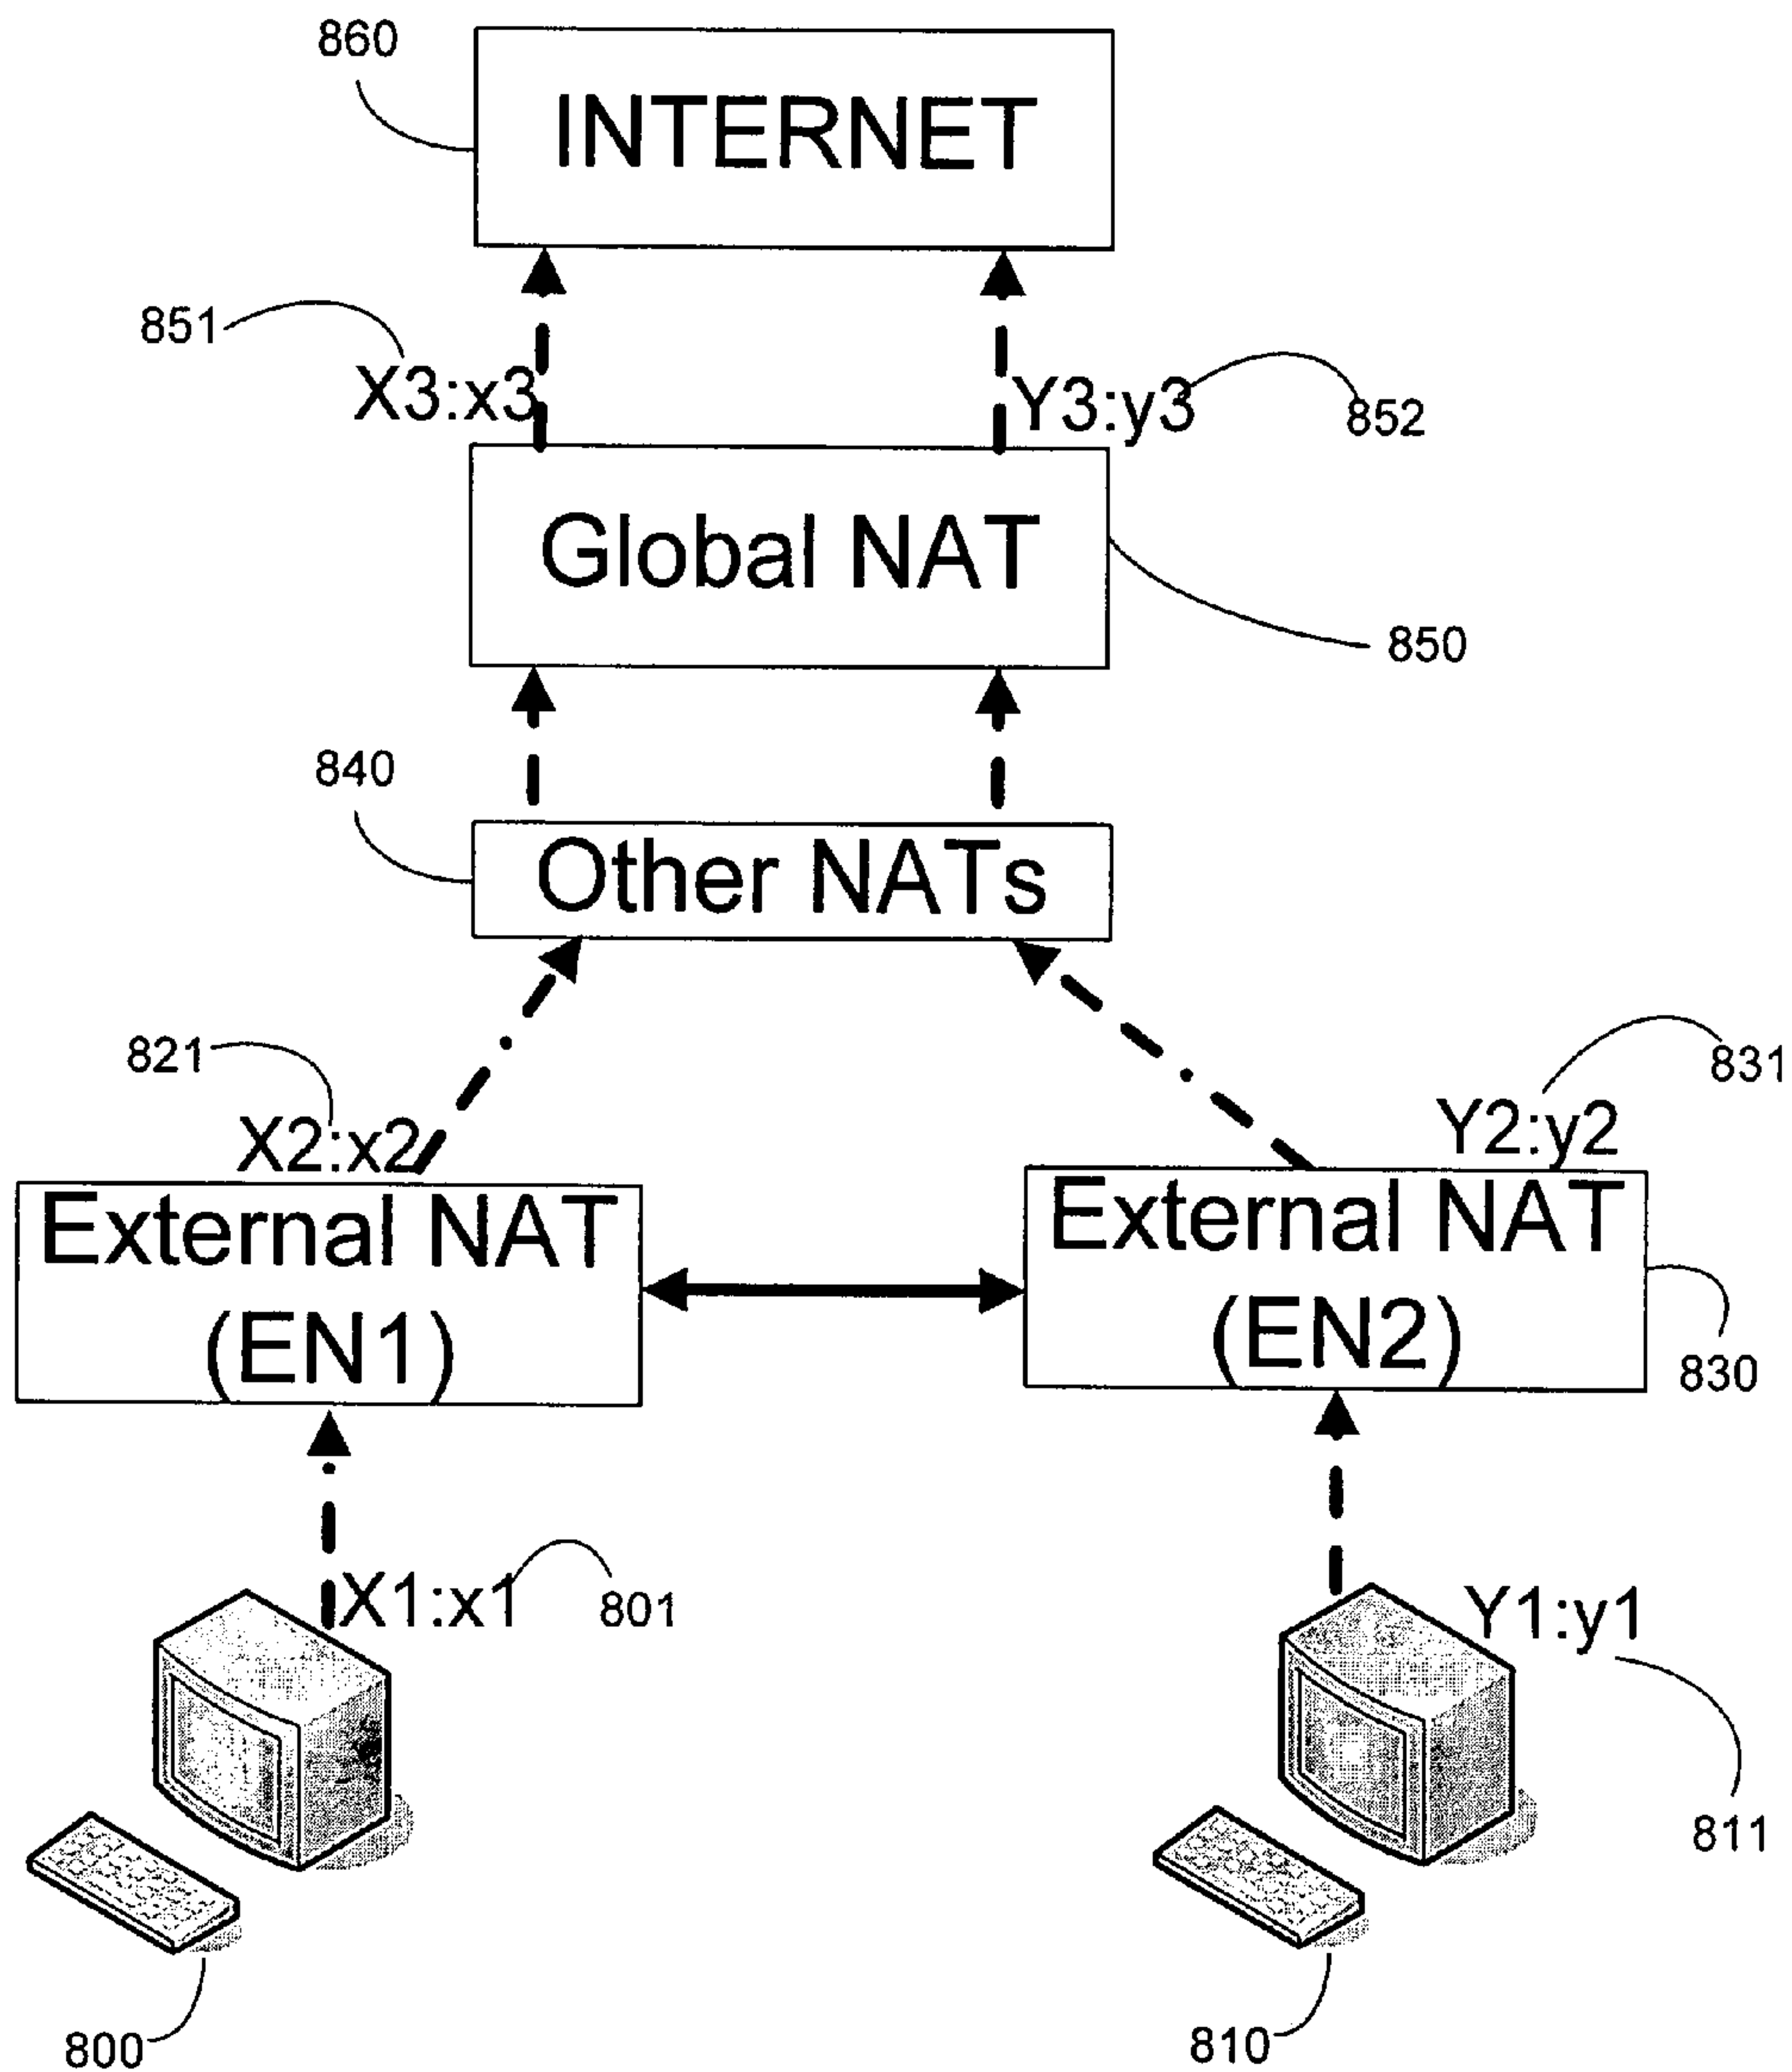 860
INTERNET
851
X3:x3
Y3:y3
852
Global NAT
850
840
Other NATs
821
831
X2:x2
Y2:y2
External NAT
(EN1)
External NAT
(EN2)
830
X1:x1
801
Y1:y1
811
800
810